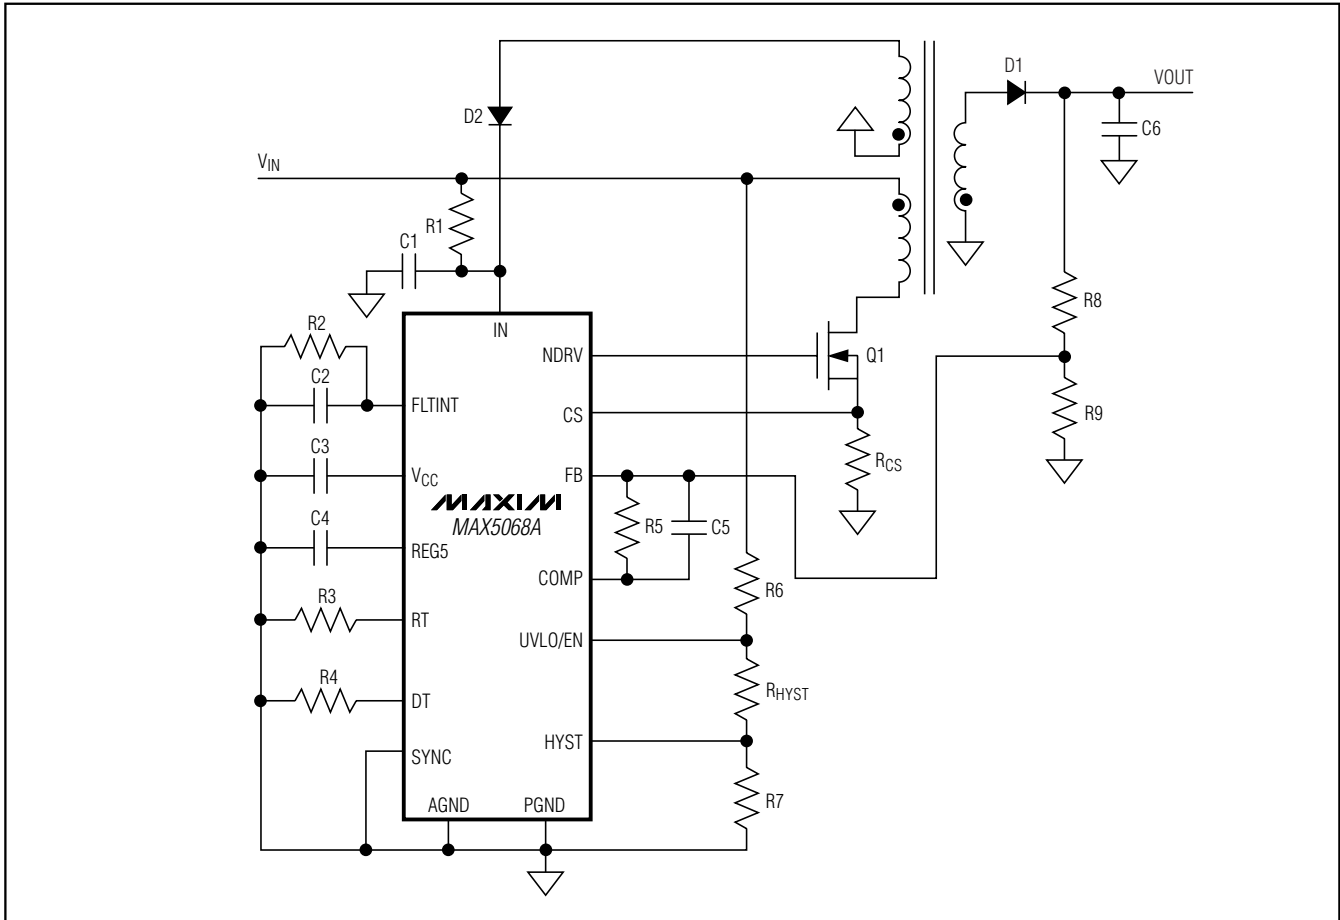 D1
VOUT
D2
C6
VIN
R1
C1
R8
R2
IN
NDRV
Q1
C2
FLTINT
CS
R9
C3
RCS
VCC
FB
MAXIM
MAX5068A
R5
C5
C4
REG5
COMP
R6
R3
RT
UVLO/EN
R4
RHYST
DT
HYST
SYNC
R7
AGND
PGND